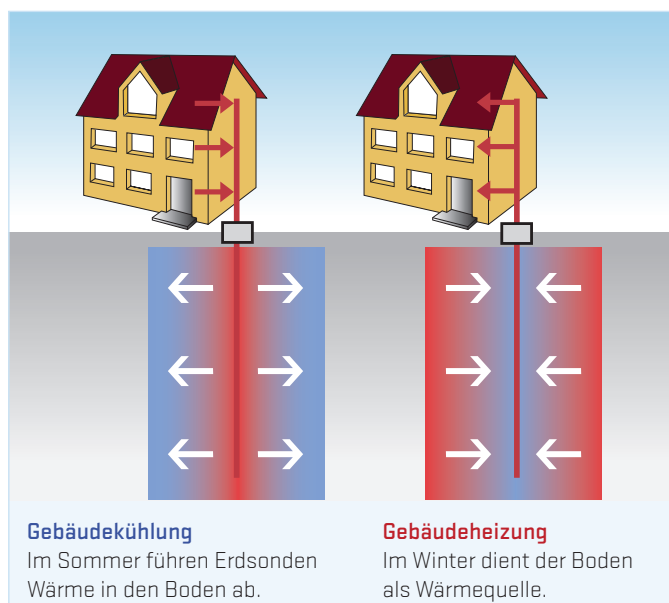 Gebäudekühlung
Im Sommer führen Erdsonden
Wärme in den Boden ab.
Gebäudeheizung
Im Winter dient der Boden
als Wärmequelle.